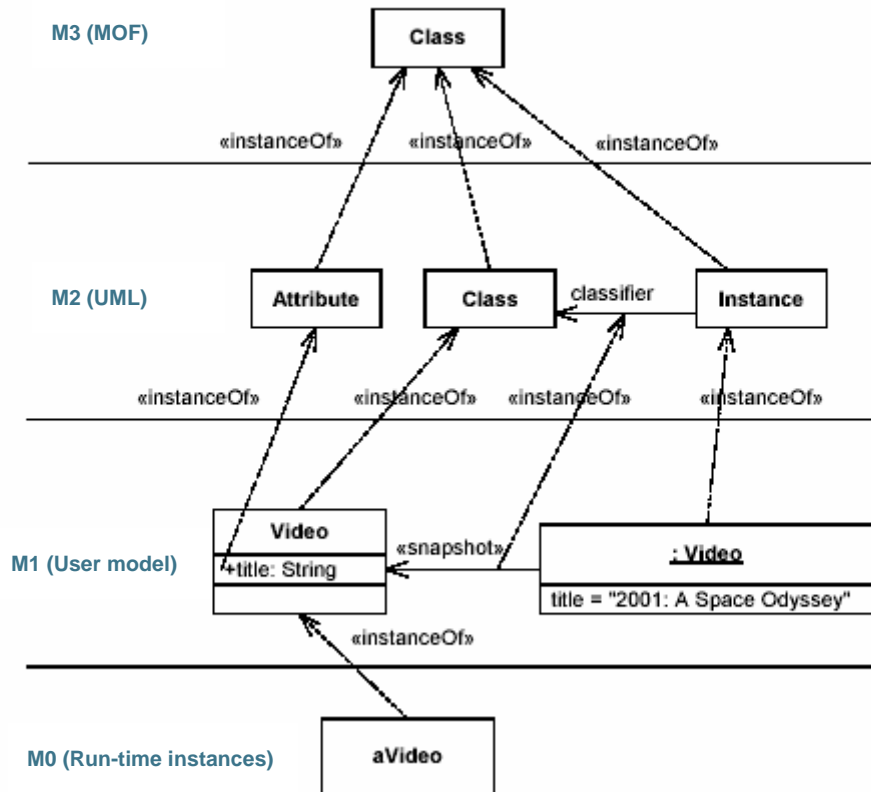 M3 (MOF)
Class
«instanceOf»
«instanceOf»
«instanceOf»
M2 (UML)
Attribute
Class
classifier
Instance
«instanceOf»
«instanceOf»
«instanceOf»
«instanceOf»
M1 (User model)
Video
+title: String
«snapshot»
: Video
title = "2001: A Space Odyssey"
«instanceOf»
M0 (Run-time instances)
aVideo